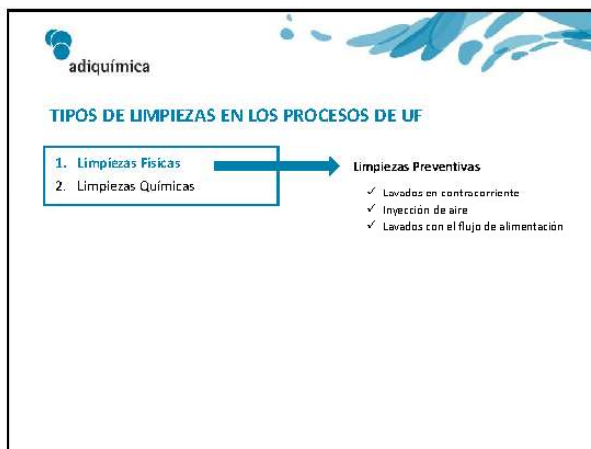 adiquímica
TIPOS DE LIMPIEZAS EN LOS PROCESOS DE UF
1. Limpiezas Físicas
2. Limpiezas Químicas
Limpiezas Preventivas
✓ Lavados en contracorriente
✓ Inyección de aire
✓ Lavados con el flujo de alimentación